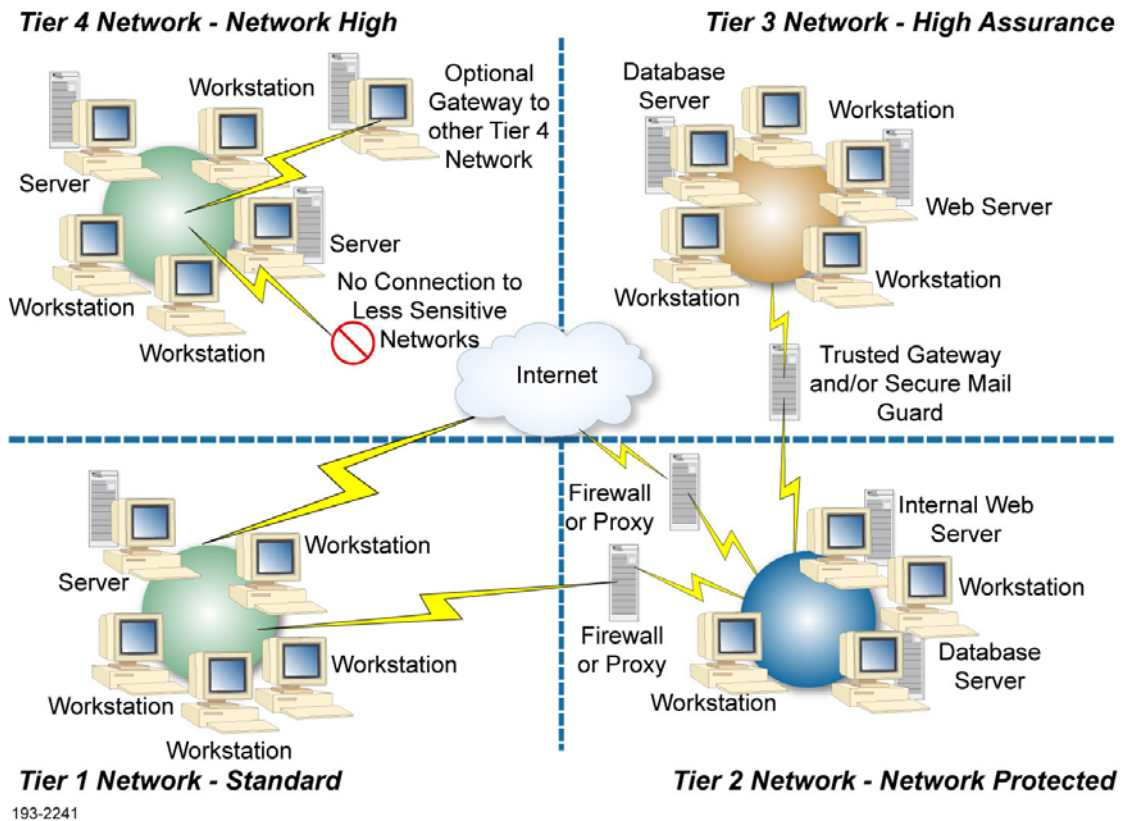 Tier 4 Network - Network High
Tier 3 Network - High Assurance
Workstation
Optional
Gateway to
other Tier 4
Network
Server
Server
Workstation
Workstation
No Connection to
Less Sensitive
Networks
Database
Server
Workstation
Web Server
Workstation
Workstation
Trusted Gateway
and/or Secure Mail
Guard
Internet
Server
Workstation
Workstation
Workstation
Workstation
Firewall
or Proxy
Firewall
or Proxy
Internal Web
Server
Workstation
Database
Server
Workstation
Tier 1 Network - Standard
Tier 2 Network - Network Protected
193-2241